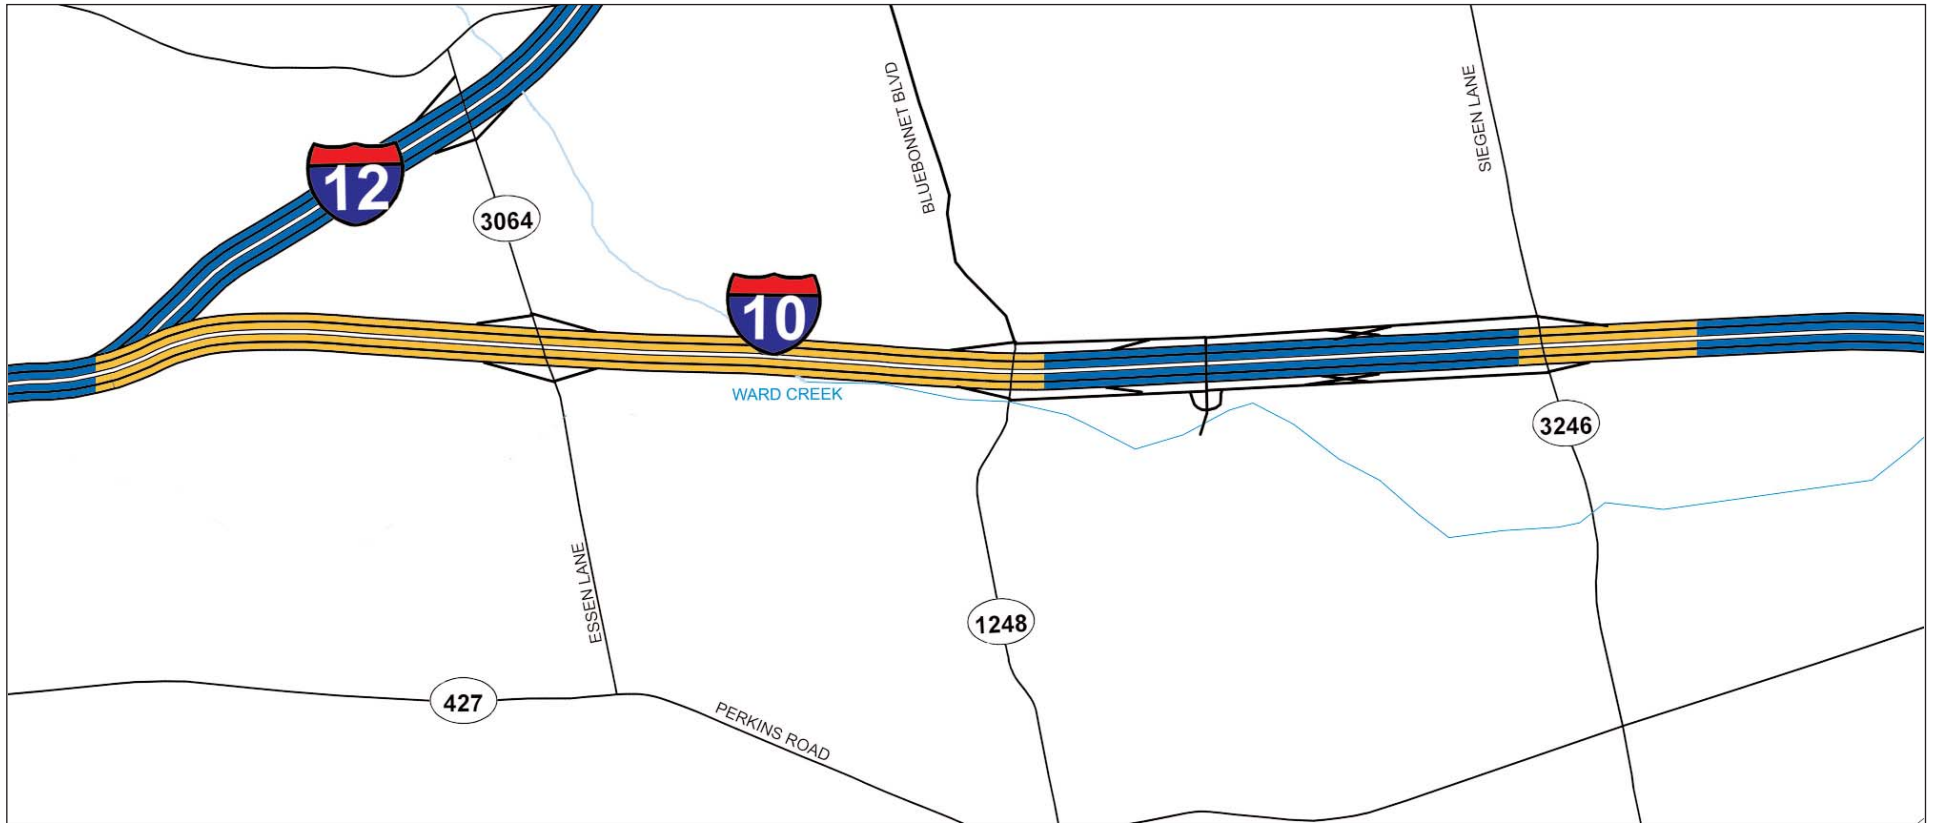 BLUEBONNET BLVD
SIEGEN LANE
12
3064
10
WARD CREEK
3246
ESSEN LANE
1248
427
PERKINS ROAD